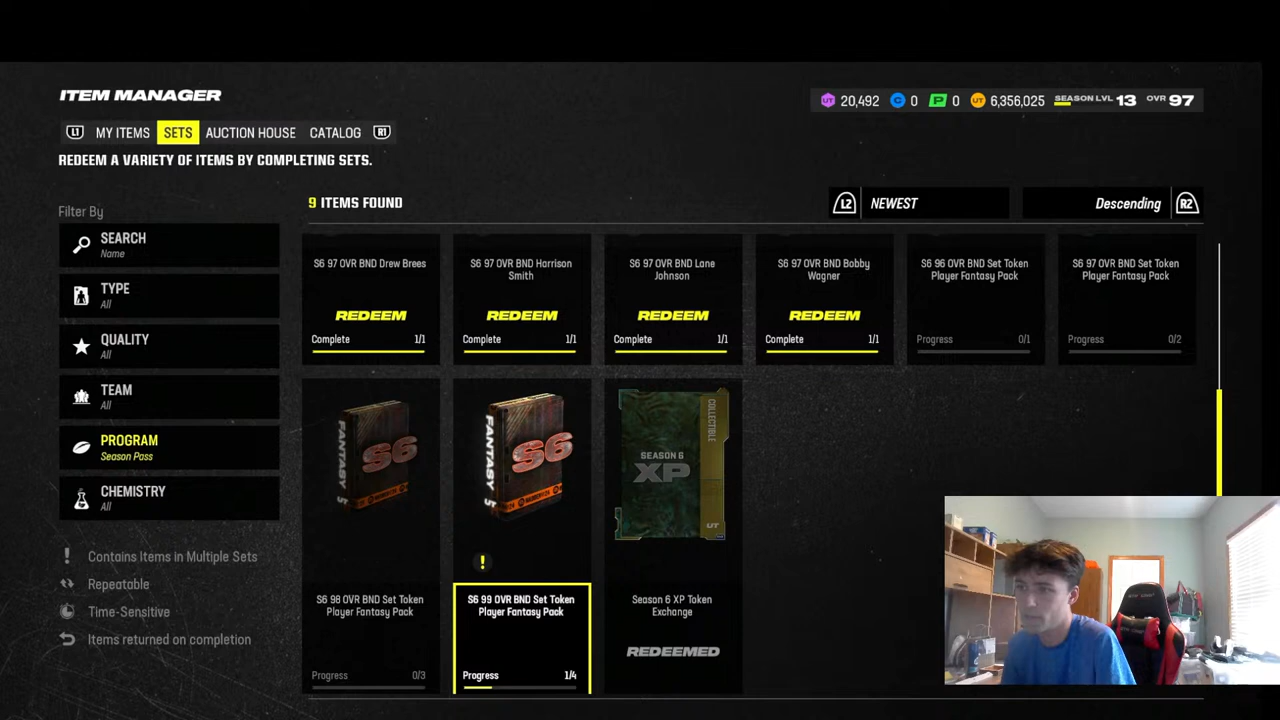 ITEM MANAGER
UT 20,492 C 0 P 0 UT 6,356,025 SEASON LVL 13 OVR 97
L1 MY ITEMS SETS AUCTION HOUSE CATALOG R1
REDEEM A VARIETY OF ITEMS BY COMPLETING SETS.
Filter By
9 ITEMS FOUND
L2 NEWEST
Descending R2
SEARCH
Name
TYPE
All
QUALITY
All
TEAM
All
PROGRAM
Season Pass
CHEMISTRY
All
! Contains Items in Multiple Sets
Repeatable
Time-Sensitive
Items returned on completion
S6 97 OVR BND Drew Brees
REDEEM
Complete 1/1
S6 97 OVR BND Harrison
Smith
REDEEM
Complete 1/1
S6 97 OVR BND Lane
Johnson
REDEEM
Complete 1/1
S6 97 OVR BND Bobby
Wagner
REDEEM
Complete 1/1
S6 96 OVR BND Set Token
Player Fantasy Pack
Progress 0/1
S6 97 OVR BND Set Token
Player Fantasy Pack
Progress 0/2
FANTASY
S6
S6 98 OVR BND Set Token
Player Fantasy Pack
Progress 0/3
FANTASY
S6
!
S6 99 OVR BND Set Token
Player Fantasy Pack
Progress 1/4
COLLECTIBLE
SEASON 6
XP
UT
Season 6 XP Token
Exchange
REDEEMED